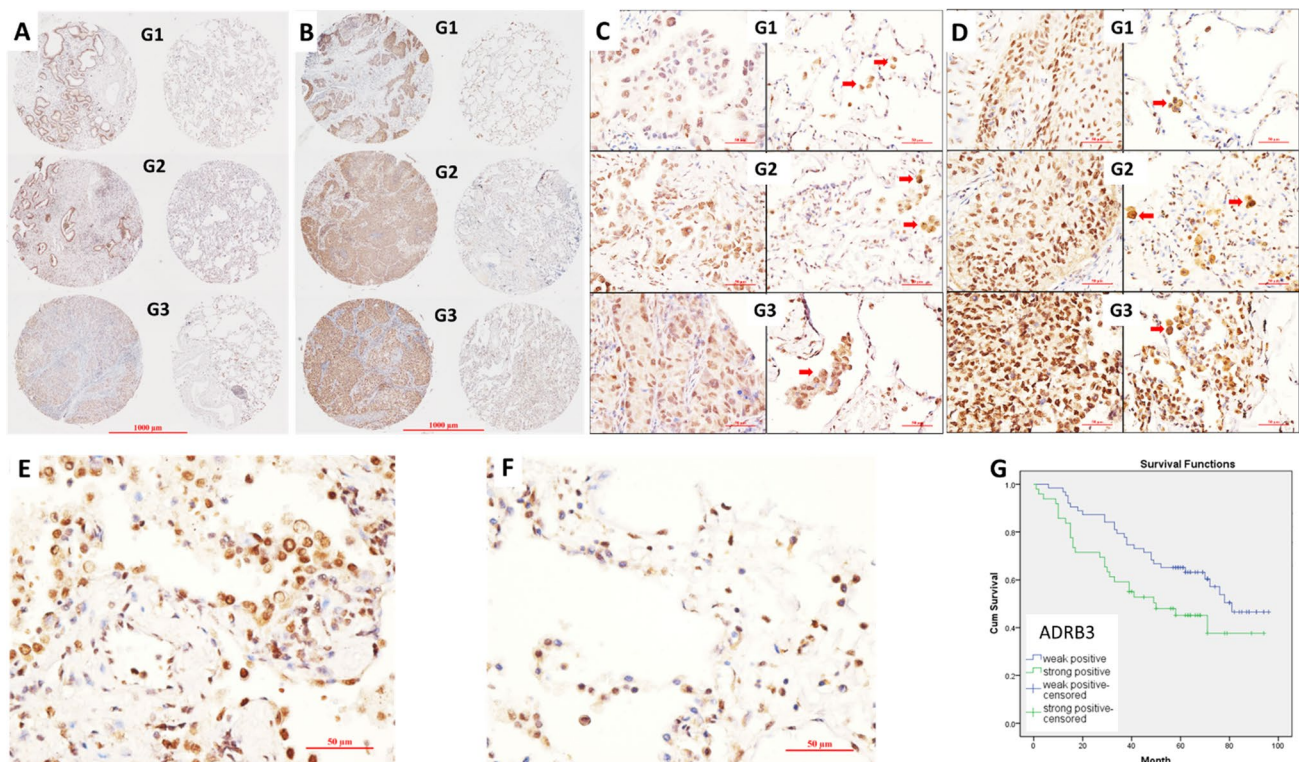 A
G1
G2
G3
1000 µm
B
G1
G2
G3
1000 µm
C
G1
G2
G3
D
G1
G2
G3
E
50 µm
F
50 µm
G
Survival Functions
Cum Survival
1.0
0.8
0.6
0.4
0.2
0.0
ADRB3
weak positive
strong positive
weak positive-
censored
strong positive-
censored
0
20
40
60
80
100
Month